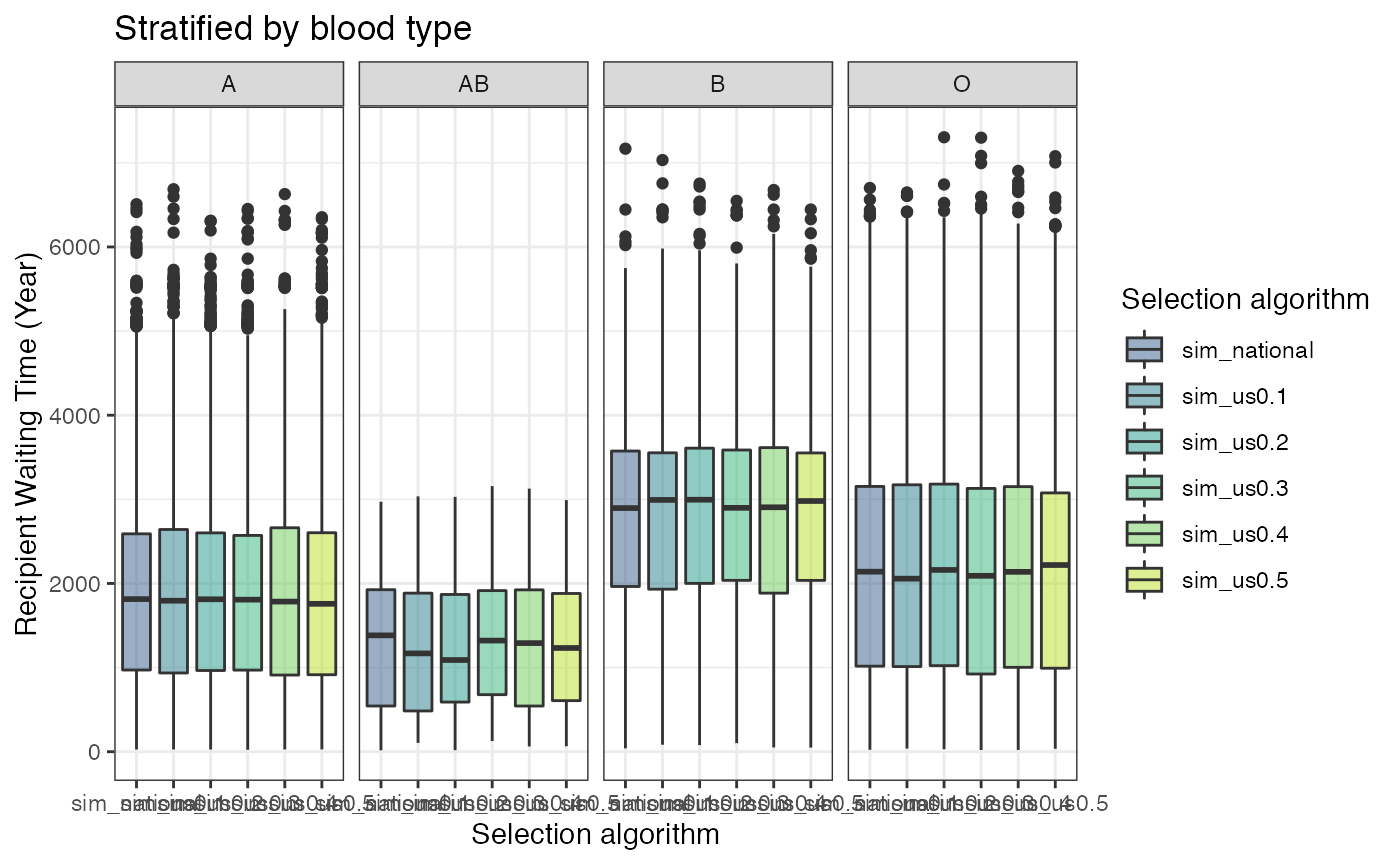 Stratified by blood type
A
AB
B
O
Recipient Waiting Time (Year)
6000
4000
2000
0
Selection algorithm
Selection algorithm
sim_national
sim_us0.1
sim_us0.2
sim_us0.3
sim_us0.4
sim_us0.5